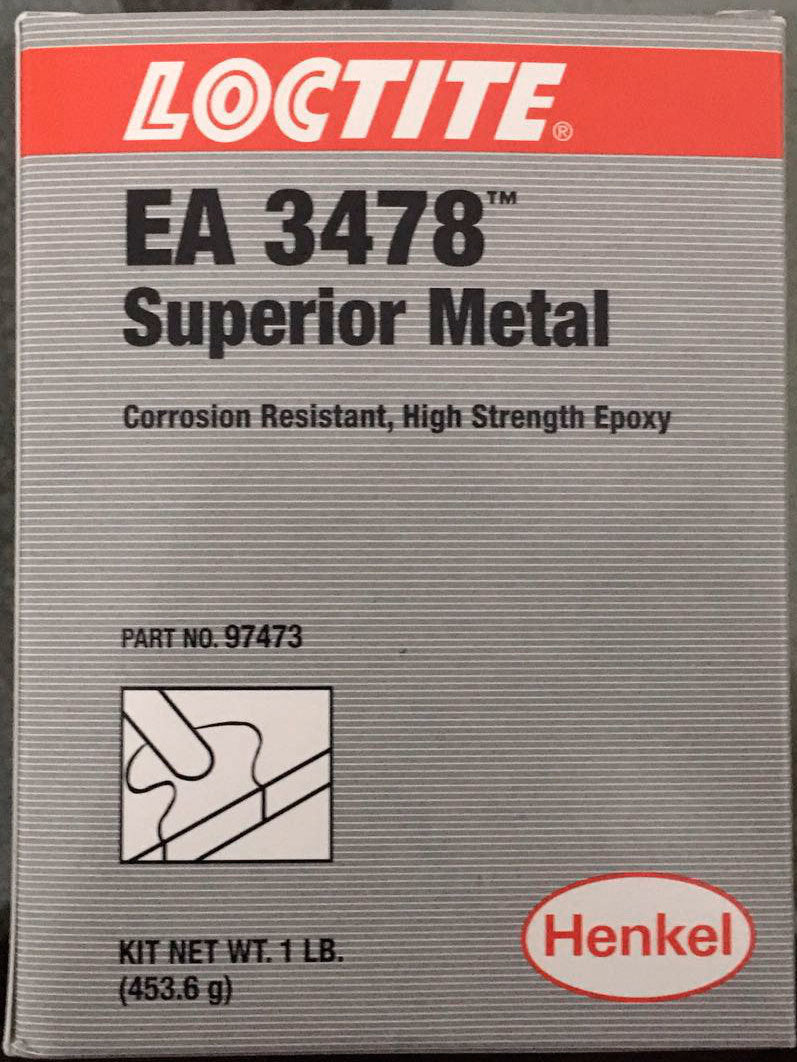 LOCTITE®
EA 3478™
Superior Metal
Corrosion Resistant, High Strength Epoxy
PART NO. 97473
KIT NET WT. 1 LB.
(453.6 g)
Henkel